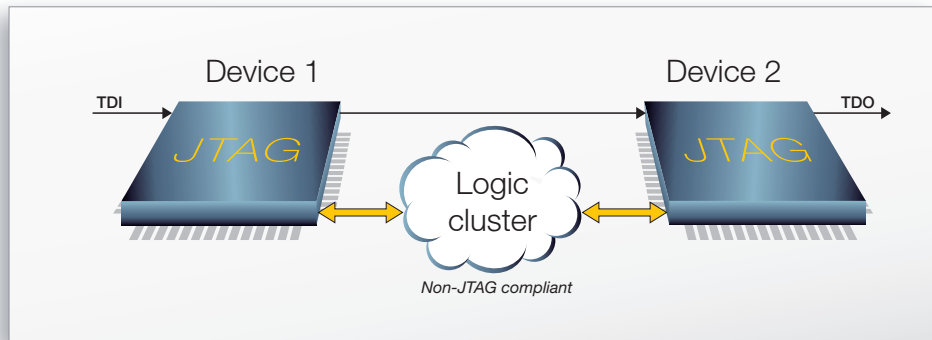 Device 1
Device 2
TDI
TDO
JTAG
JTAG
Logic
cluster
Non-JTAG compliant